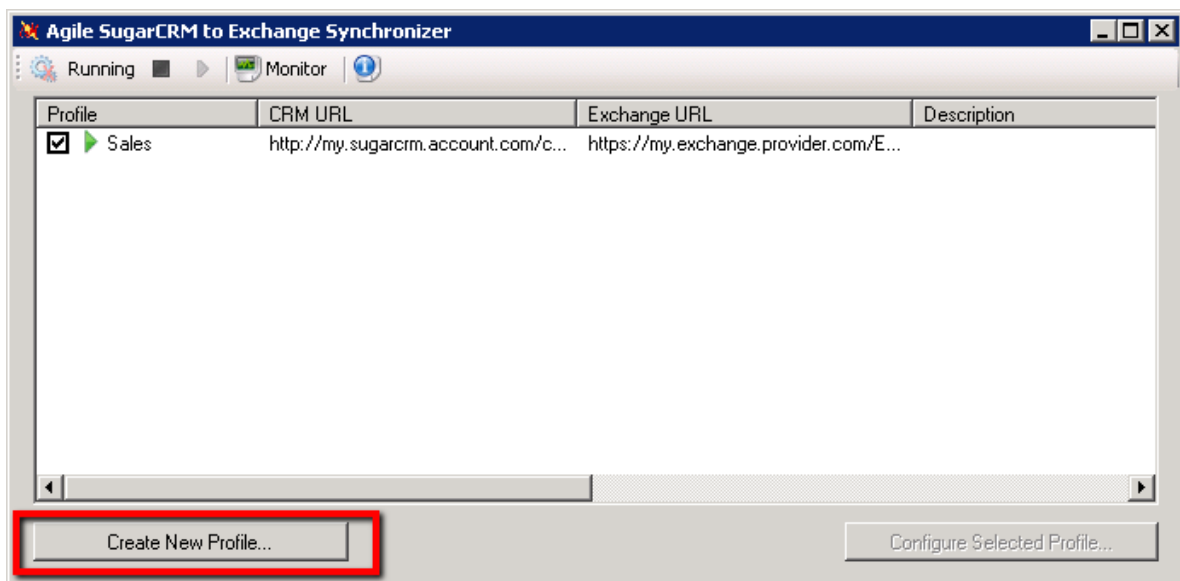 Agile SugarCRM to Exchange Synchronizer
Running Monitor
Profile CRM URL Exchange URL Description
Sales http://my.sugarcrm.account.com/c... https://my.exchange.provider.com/E...
Create New Profile... Configure Selected Profile...